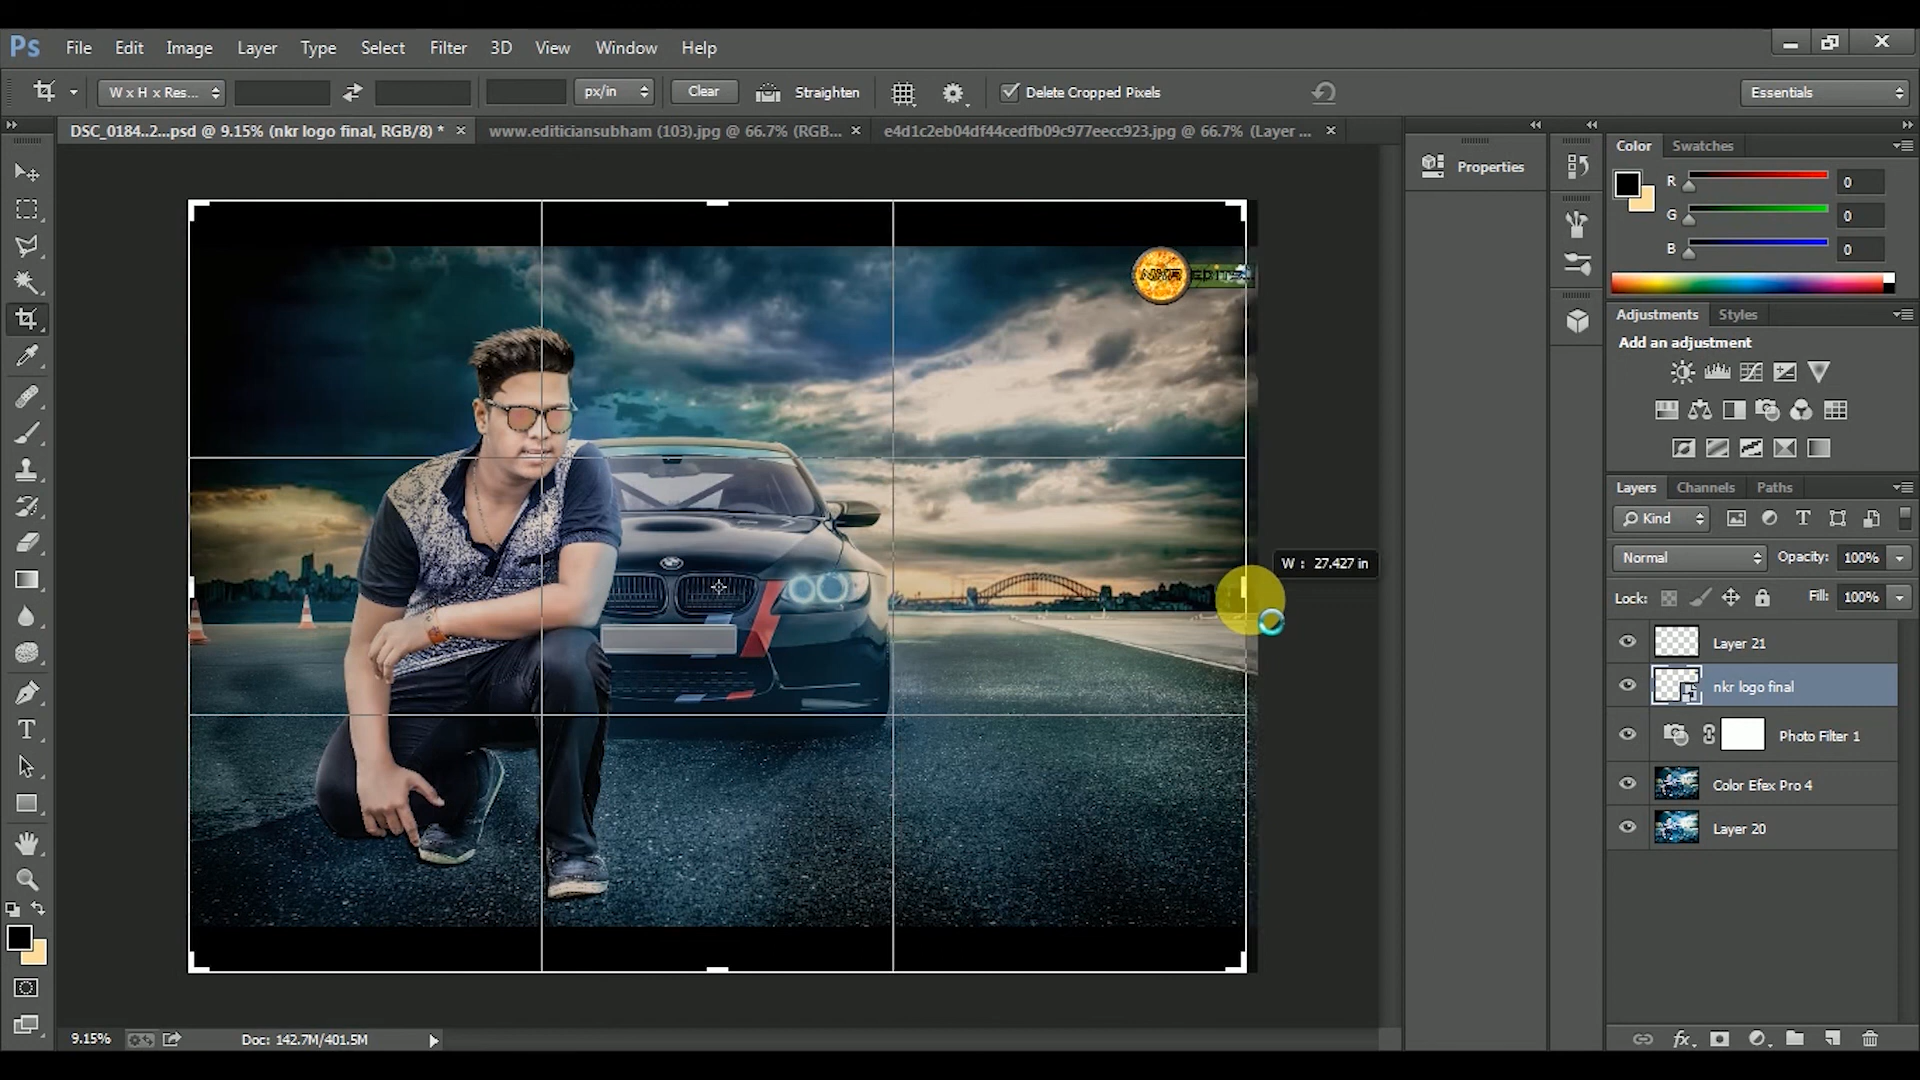 Ps File Edit Image Layer Type Select Filter 3D View Window Help
W x H x Res... px/in Clear Straighten Delete Cropped Pixels Essentials
DSC_0184..2...psd @ 9.15% (nkr logo final, RGB/8) * × www.editiciansubham (103).jpg @ 66.7% (RGB... × e4d1c2eb04df44cedfb09c977eecc923.jpg @ 66.7% (Layer ... ×
Properties
Color Swatches
R 0
G 0
B 0
Adjustments Styles
Add an adjustment
NKR EDITZ
W : 27.427 in
Layers Channels Paths
Kind
Normal Opacity: 100%
Lock: Fill: 100%
Layer 21
nkr logo final
Photo Filter 1
Color Efex Pro 4
Layer 20
9.15% Doc: 142.7M/401.5M